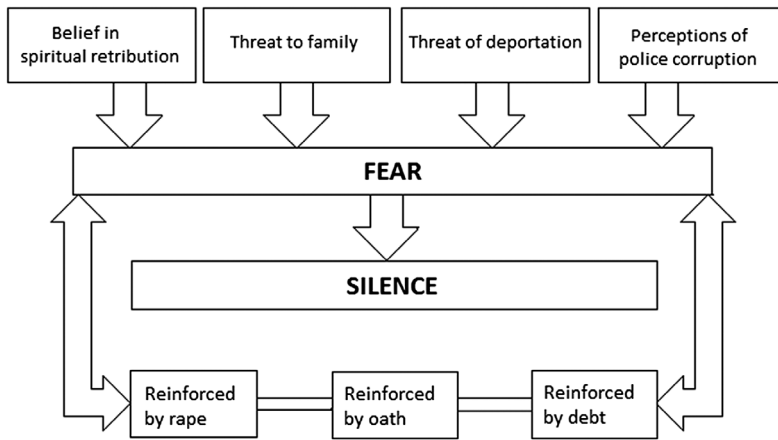 Belief in
spiritual retribution
Threat to family
Threat of deportation
Perceptions of
police corruption
FEAR
SILENCE
Reinforced
by rape
Reinforced
by oath
Reinforced
by debt